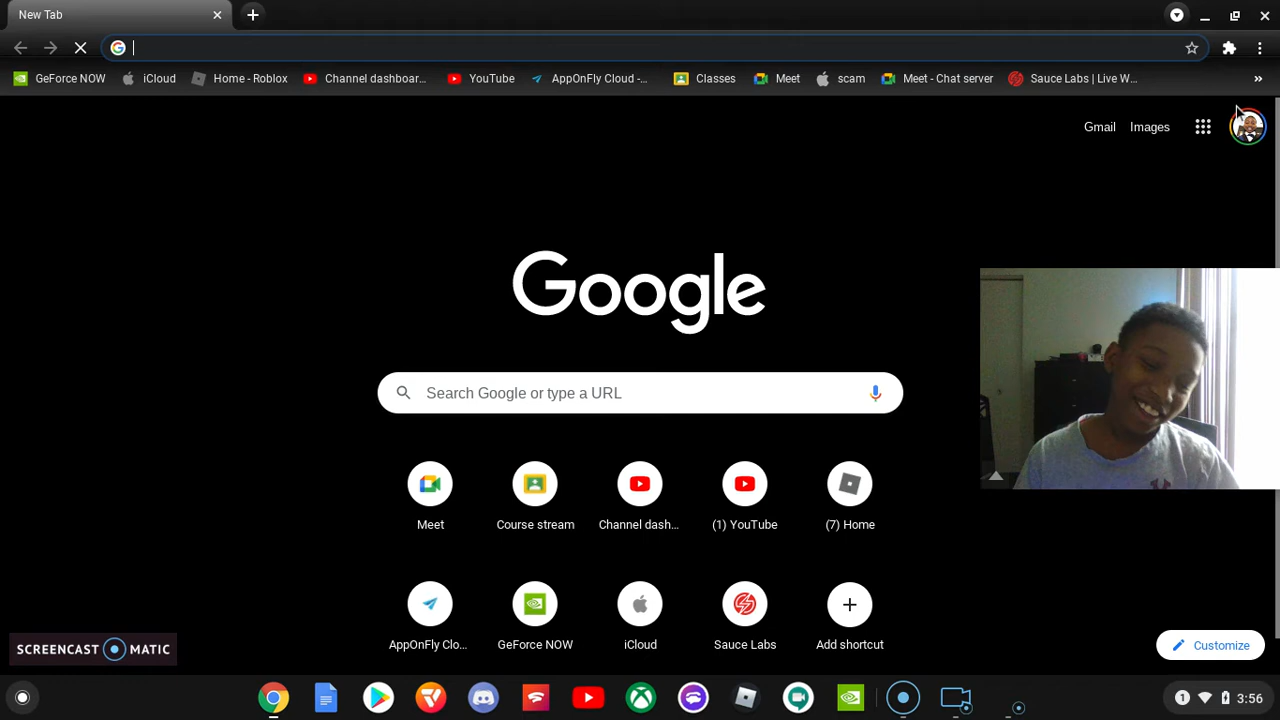 New Tab
GeForce NOW
iCloud
Home - Roblox
Channel dashboar...
YouTube
AppOnFly Cloud -...
Classes
Meet
scam
Meet - Chat server
Sauce Labs | Live W...
»
Gmail
Images
Google
Search Google or type a URL
Meet
Course stream
Channel dash...
(1) YouTube
(7) Home
AppOnFly Clo...
GeForce NOW
iCloud
Sauce Labs
Add shortcut
SCREENCAST MATIC
Customize
1
3:56